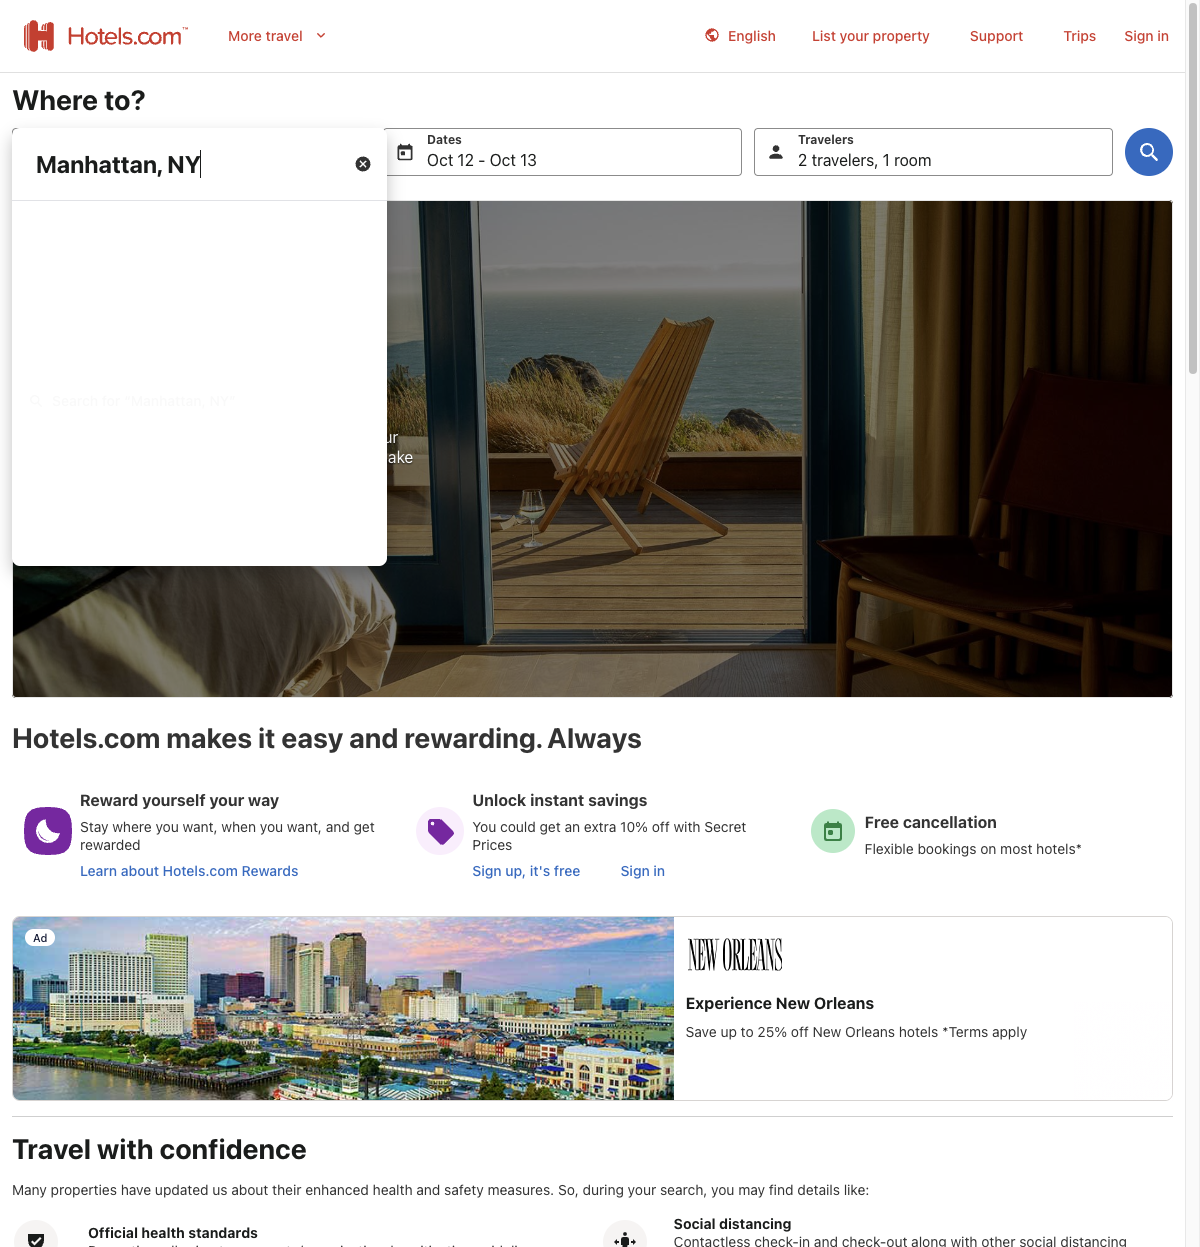 Hotels.com™
More travel
English
List your property
Support
Trips
Sign in
Where to?
Manhattan, NY
Dates
Oct 12 - Oct 13
Travelers
2 travelers, 1 room
Search for "Manhattan, NY"
ur
ake
Hotels.com makes it easy and rewarding. Always
Reward yourself your way
Stay where you want, when you want, and get
rewarded
Learn about Hotels.com Rewards
Unlock instant savings
You could get an extra 10% off with Secret
Prices
Sign up, it's free
Sign in
Free cancellation
Flexible bookings on most hotels*
Ad
NEW ORLEANS
Experience New Orleans
Save up to 25% off New Orleans hotels *Terms apply
Travel with confidence
Many properties have updated us about their enhanced health and safety measures. So, during your search, you may find details like:
Official health standards
Social distancing
Contactless check-in and check-out along with other social distancing